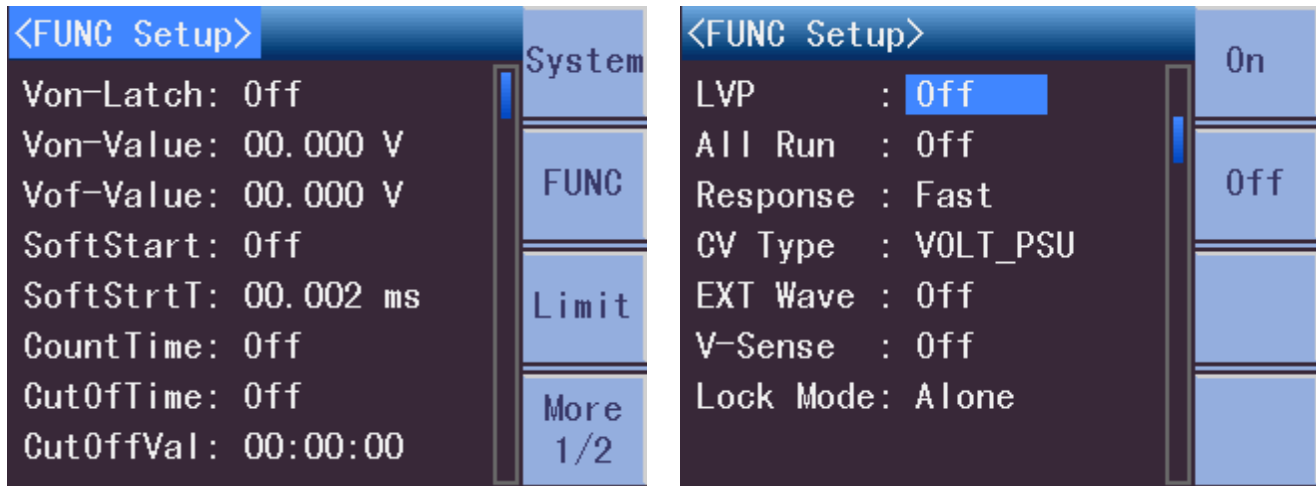 <FUNC Setup>
Von-Latch: Off
Von-Value: 00.000 V
Vof-Value: 00.000 V
SoftStart: Off
SoftStrtT: 00.002 ms
CountTime: Off
CutOfTime: Off
CutOffVal: 00:00:00
System
FUNC
Limit
More
1/2
<FUNC Setup>
LVP : Off
All Run : Off
Response : Fast
CV Type : VOLT_PSU
EXT Wave : Off
V-Sense : Off
Lock Mode: Alone
On
Off